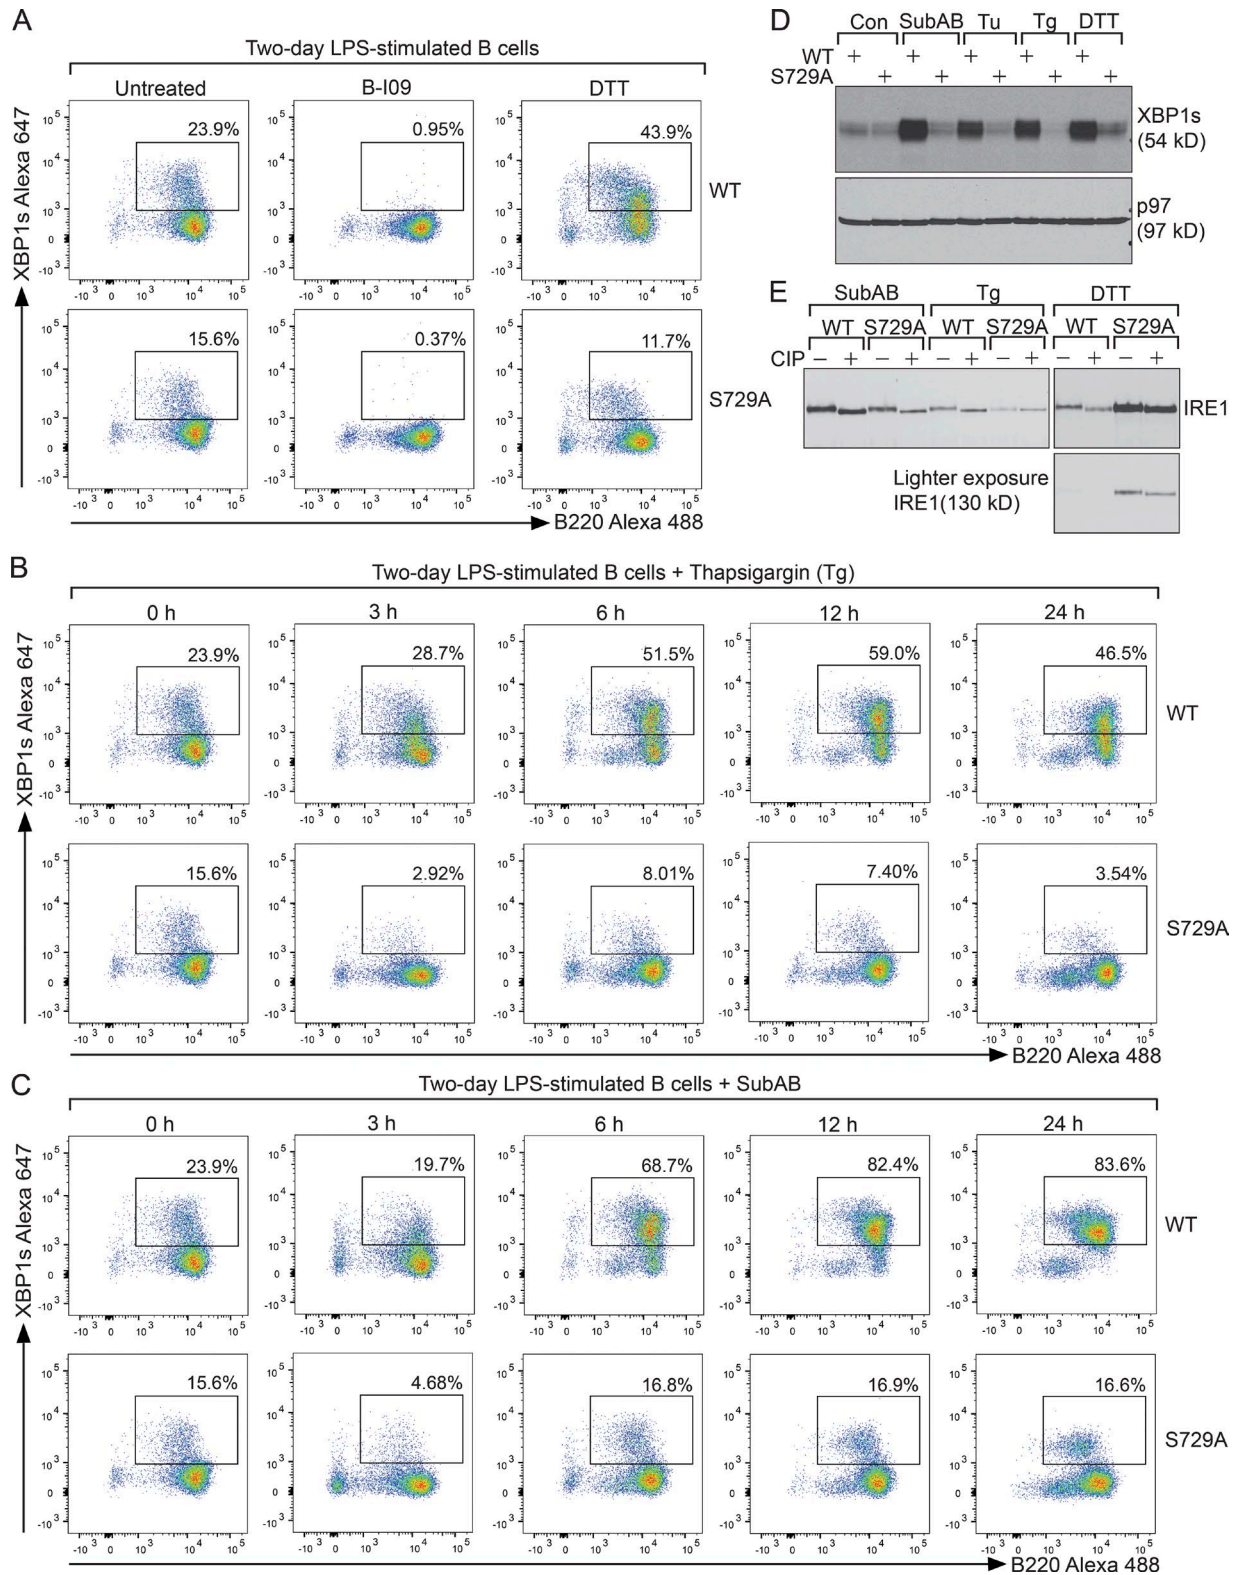 A
Two-day LPS-stimulated B cells
Untreated B-I09 DTT
XBP1s Alexa 647
23.9% 0.95% 43.9%
WT
15.6% 0.37% 11.7%
S729A
B220 Alexa 488
D
Con SubAB Tu Tg DTT
WT + + + + +
S729A + + + + +
XBP1s
(54 kD)
p97
(97 kD)
E
SubAB Tg DTT
WT S729A WT S729A WT S729A
CIP – + – + – + – + – + – +
IRE1
Lighter exposure
IRE1(130 kD)
B
Two-day LPS-stimulated B cells + Thapsigargin (Tg)
0 h 3 h 6 h 12 h 24 h
XBP1s Alexa 647
23.9% 28.7% 51.5% 59.0% 46.5%
WT
15.6% 2.92% 8.01% 7.40% 3.54%
S729A
B220 Alexa 488
C
Two-day LPS-stimulated B cells + SubAB
0 h 3 h 6 h 12 h 24 h
XBP1s Alexa 647
23.9% 19.7% 68.7% 82.4% 83.6%
WT
15.6% 4.68% 16.8% 16.9% 16.6%
S729A
B220 Alexa 488